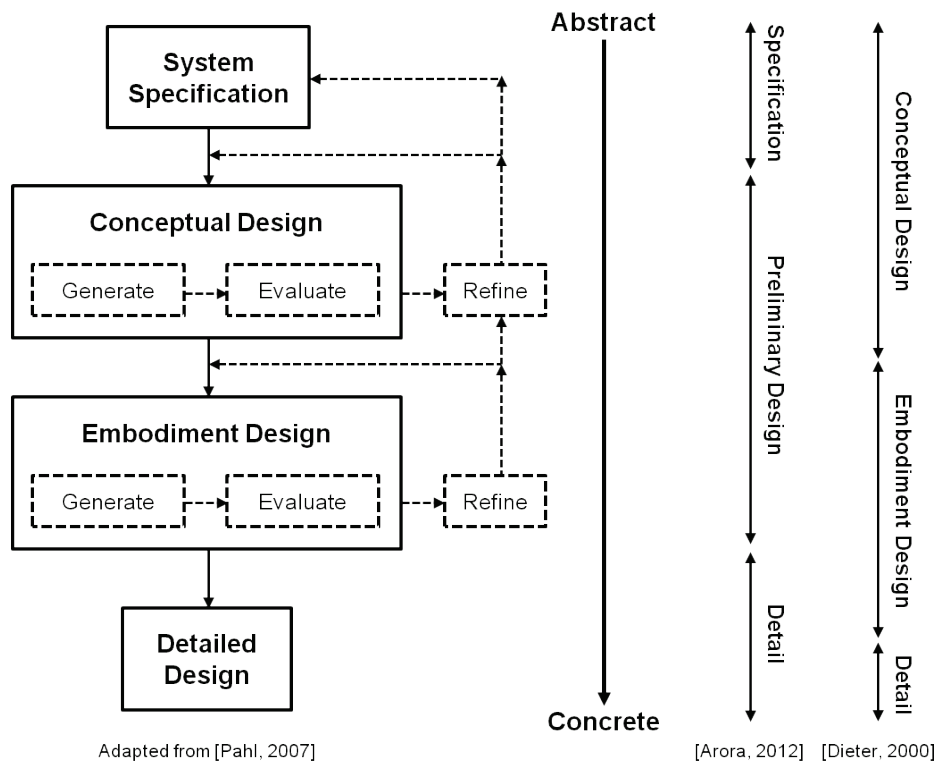 System
Specification
Conceptual Design
Generate
Evaluate
Refine
Embodiment Design
Generate
Evaluate
Refine
Detailed
Design
Adapted from [Pahl, 2007]
Abstract
Concrete
Specification
Preliminary Design
Detail
[Arora, 2012]
Conceptual Design
Embodiment Design
Detail
[Dieter, 2000]